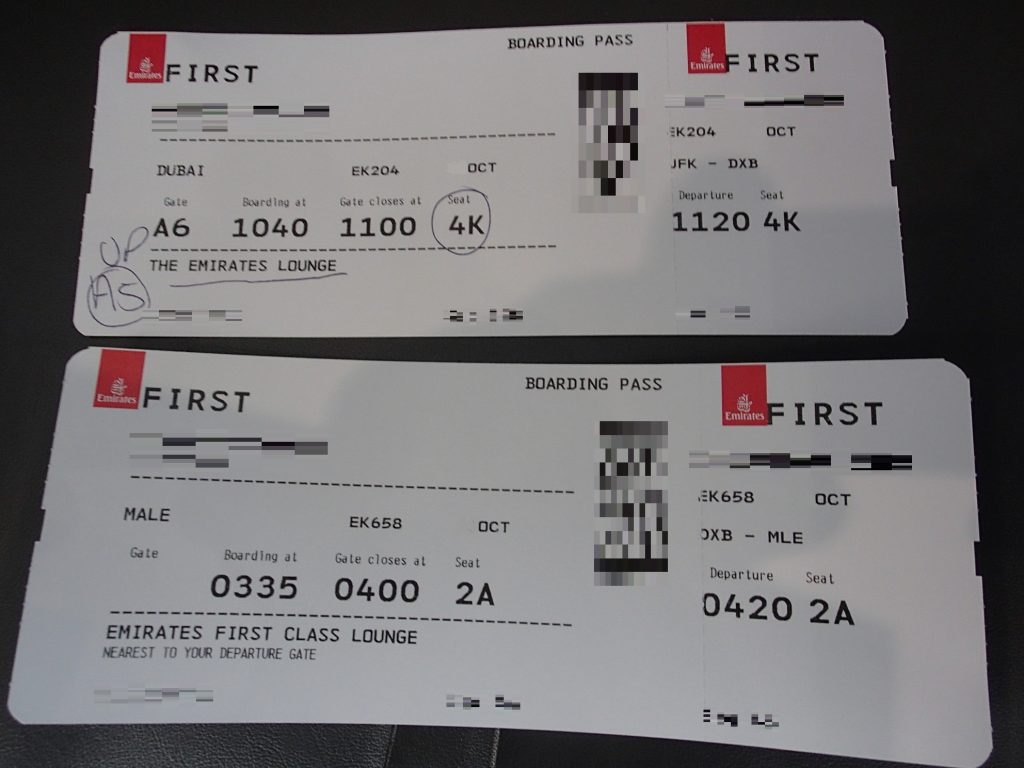 Emirates FIRST BOARDING PASS
DUBAI EK204 OCT
Gate Boarding at Gate closes at Seat
A6 1040 1100 4K
UP
A5
THE EMIRATES LOUNGE
Emirates FIRST
EK204 OCT
JFK - DXB
Departure Seat
1120 4K
Emirates FIRST BOARDING PASS
MALE EK658 OCT
Gate Boarding at Gate closes at Seat
0335 0400 2A
EMIRATES FIRST CLASS LOUNGE
NEAREST TO YOUR DEPARTURE GATE
Emirates FIRST
EK658 OCT
DXB - MLE
Departure Seat
0420 2A